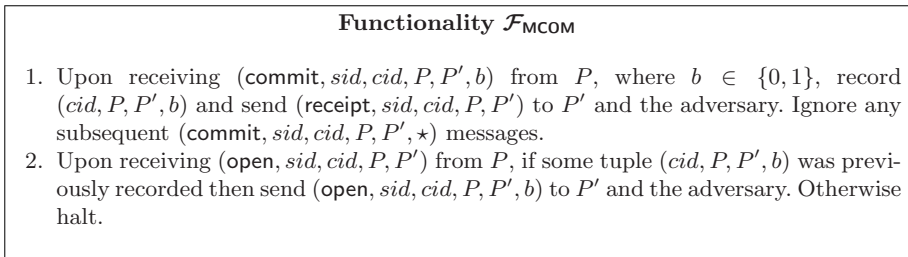 Functionality 𝓕MCOM
1. Upon receiving (commit, sid, cid, P, P′, b) from P, where b ∈ {0, 1}, record
(cid, P, P′, b) and send (receipt, sid, cid, P, P′) to P′ and the adversary. Ignore any
subsequent (commit, sid, cid, P, P′, ⋆) messages.
2. Upon receiving (open, sid, cid, P, P′) from P, if some tuple (cid, P, P′, b) was previ-
ously recorded then send (open, sid, cid, P, P′, b) to P′ and the adversary. Otherwise
halt.